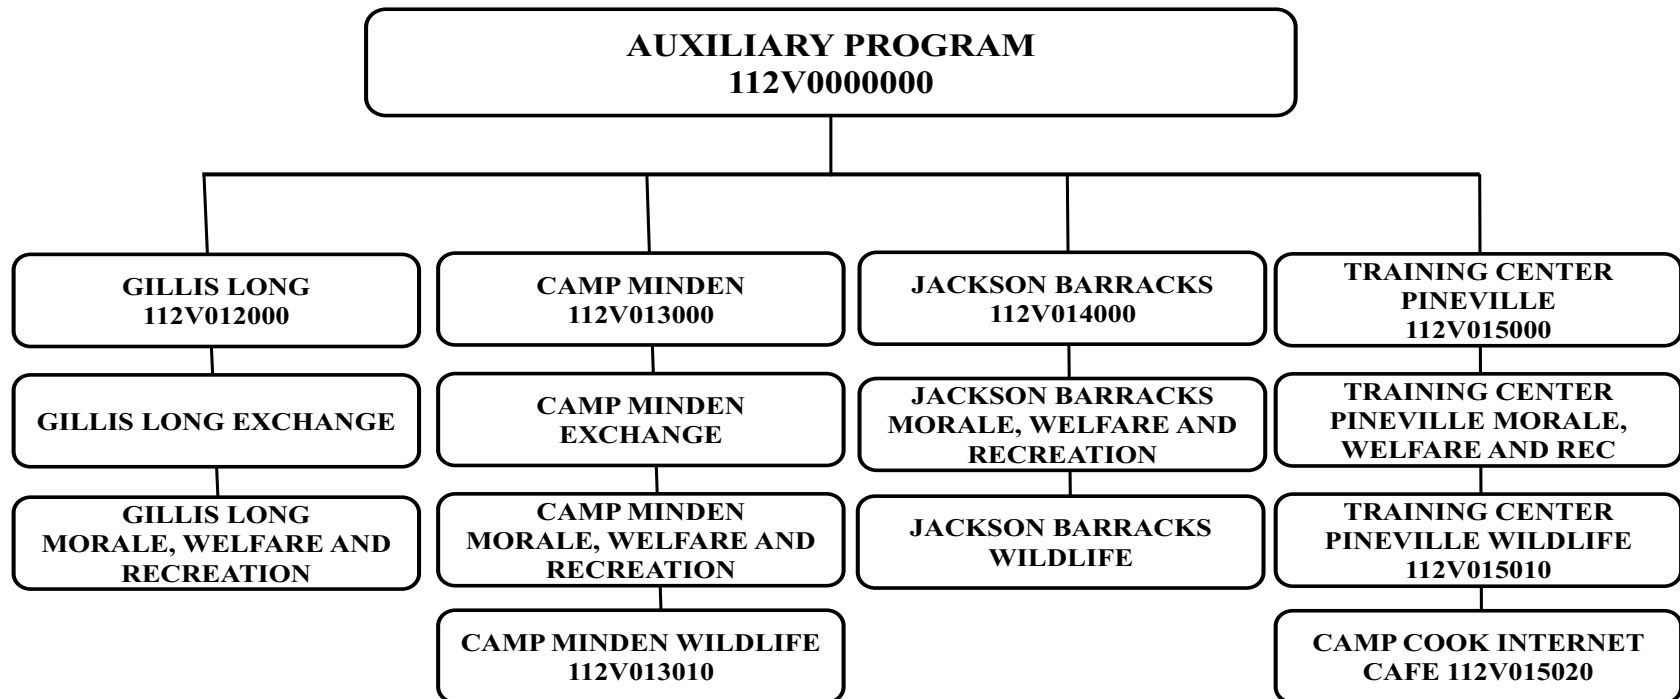 AUXILIARY PROGRAM
112V0000000
GILLIS LONG
112V012000
CAMP MINDEN
112V013000
JACKSON BARRACKS
112V014000
TRAINING CENTER
PINEVILLE
112V015000
GILLIS LONG EXCHANGE
CAMP MINDEN
EXCHANGE
JACKSON BARRACKS
MORALE, WELFARE AND
RECREATION
TRAINING CENTER
PINEVILLE MORALE,
WELFARE AND REC
GILLIS LONG
MORALE, WELFARE AND
RECREATION
CAMP MINDEN
MORALE, WELFARE AND
RECREATION
JACKSON BARRACKS
WILDLIFE
TRAINING CENTER
PINEVILLE WILDLIFE
112V015010
CAMP MINDEN WILDLIFE
112V013010
CAMP COOK INTERNET
CAFE 112V015020